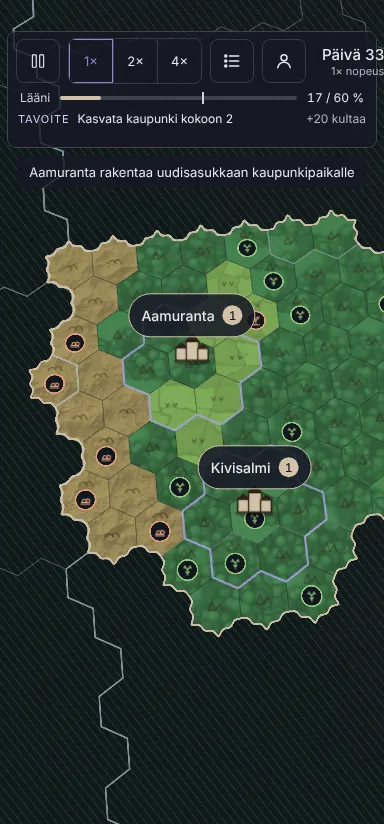 1×
2×
4×
Päivä 33
1× nopeus
Lääni
17 / 60 %
TAVOITE Kasvata kaupunki kokoon 2
+20 kultaa
Aamuranta rakentaa uudisasukkaan kaupunkipaikalle
Aamuranta 1
Kivisalmi 1